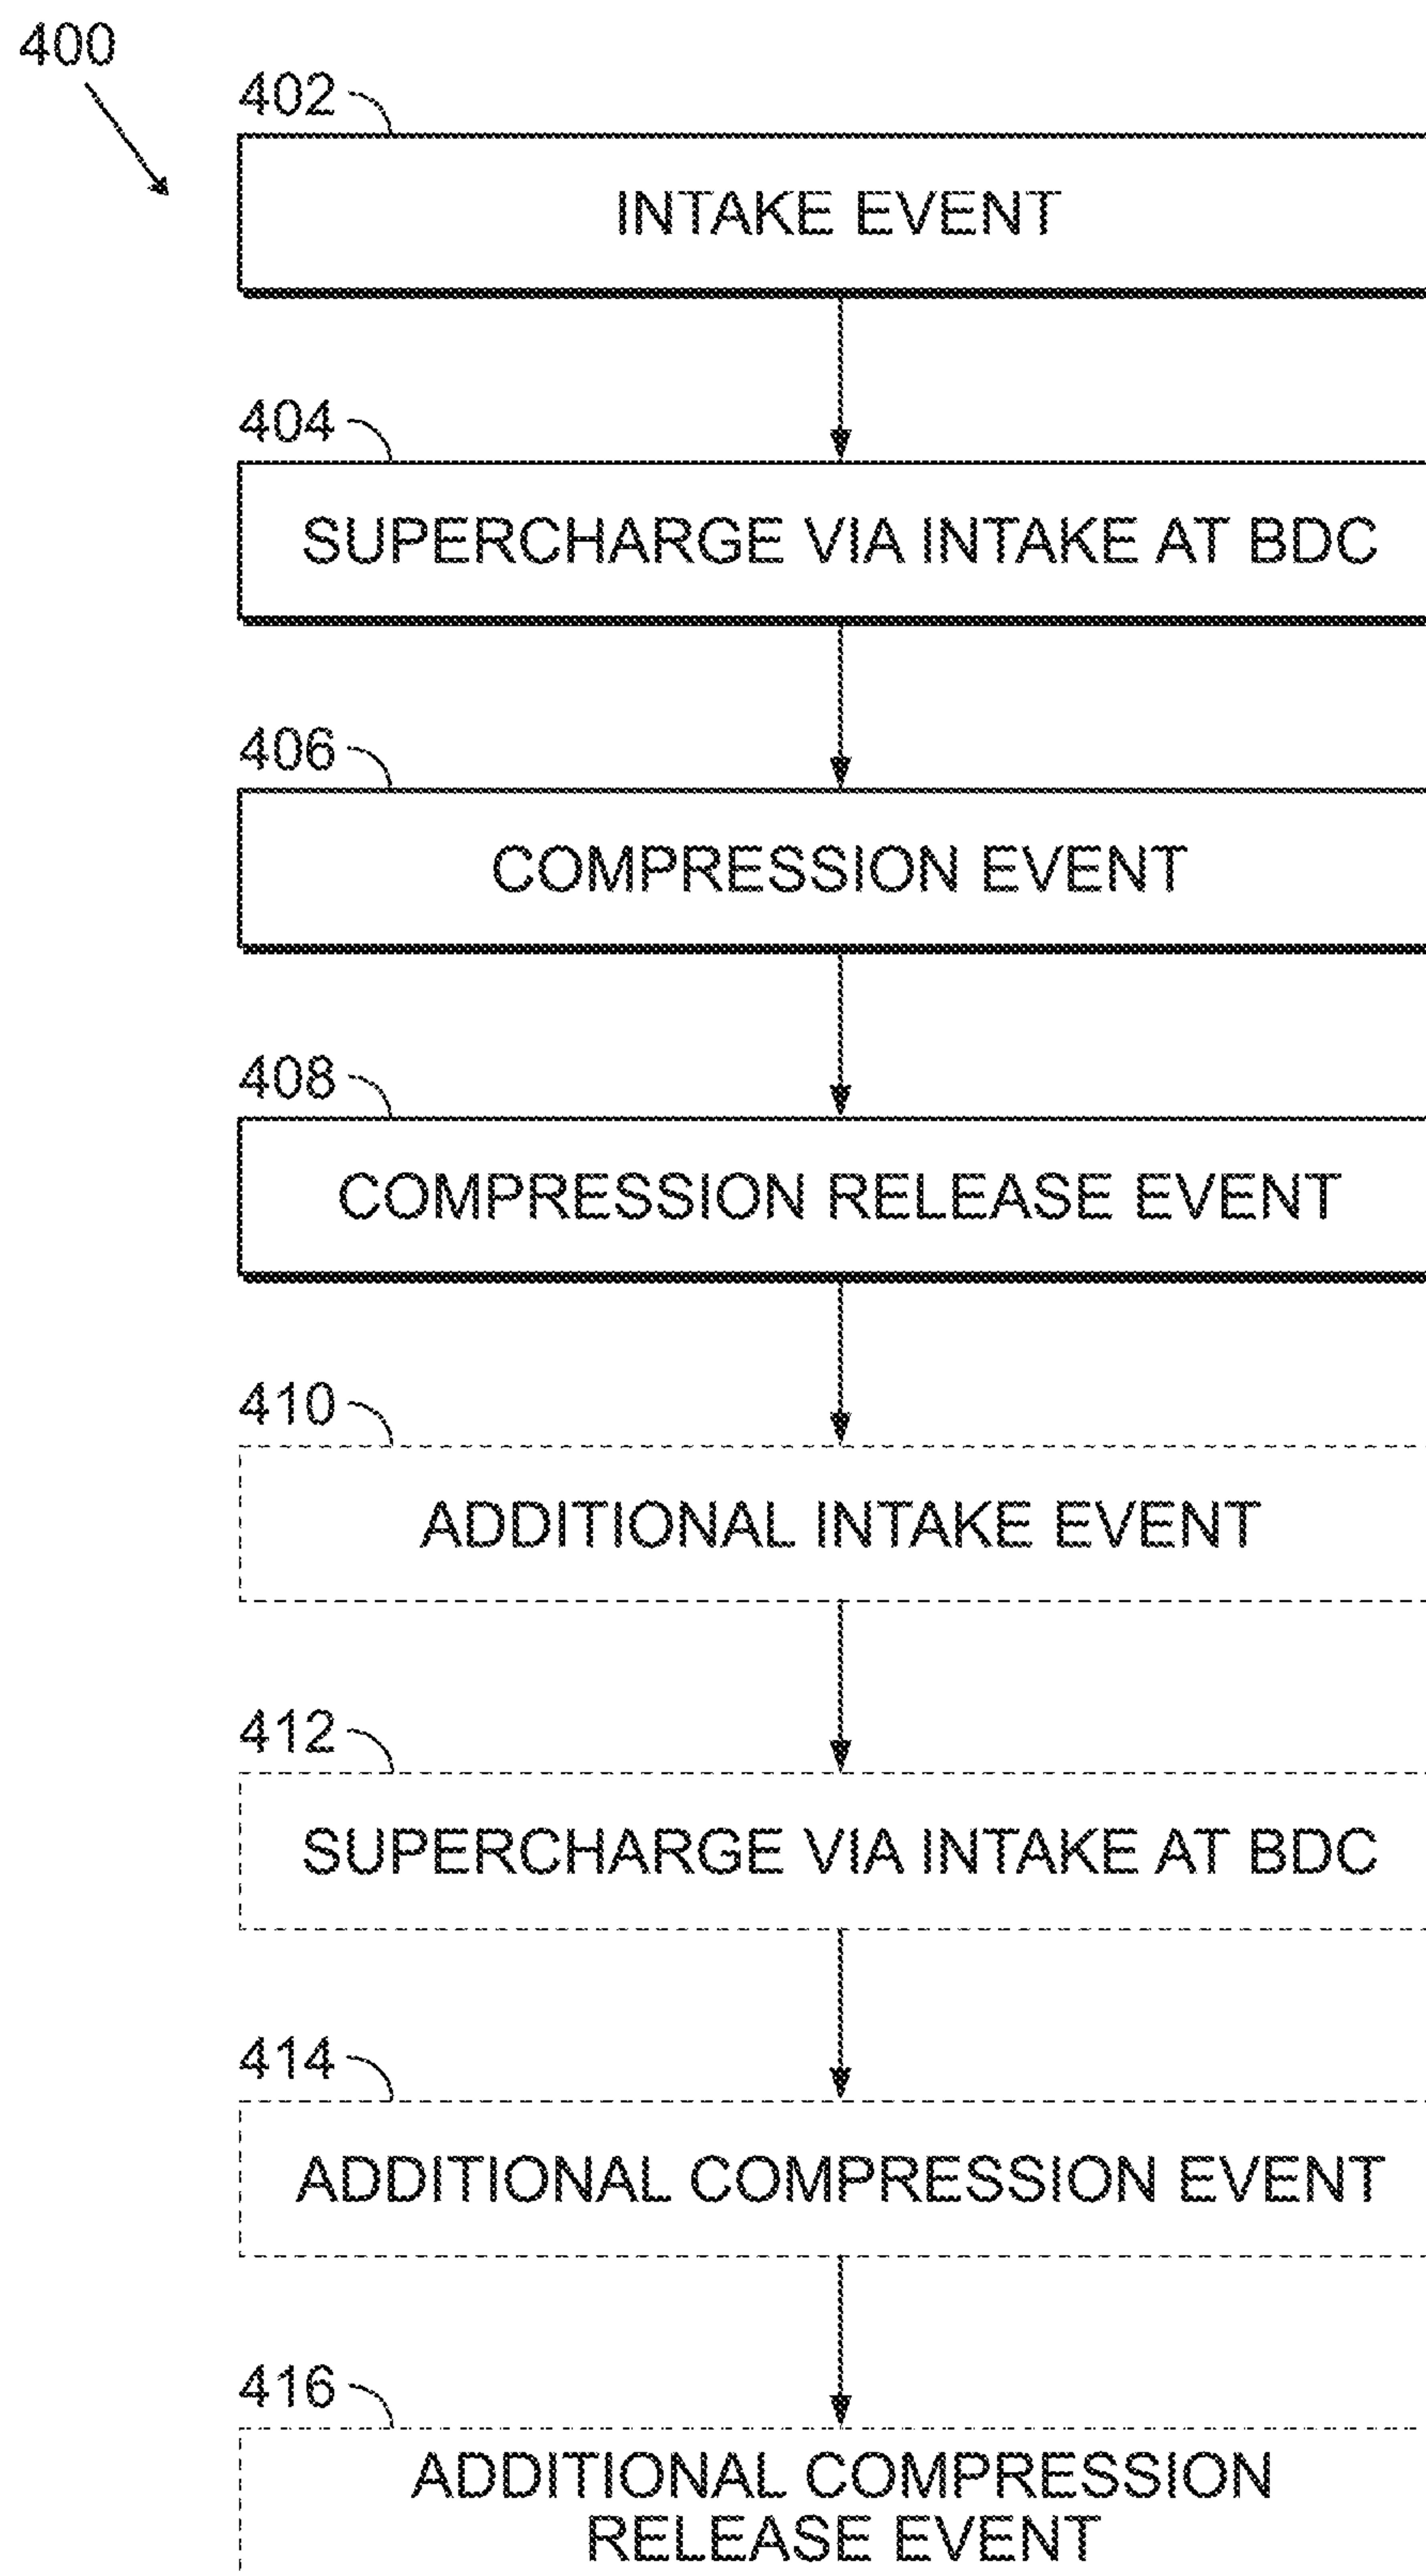 400
402
INTAKE EVENT
404
SUPERCHARGE VIA INTAKE AT BDC
406
COMPRESSION EVENT
408
COMPRESSION RELEASE EVENT
410
ADDITIONAL INTAKE EVENT
412
SUPERCHARGE VIA INTAKE AT BDC
414
ADDITIONAL COMPRESSION EVENT
416
ADDITIONAL COMPRESSION
RELEASE EVENT